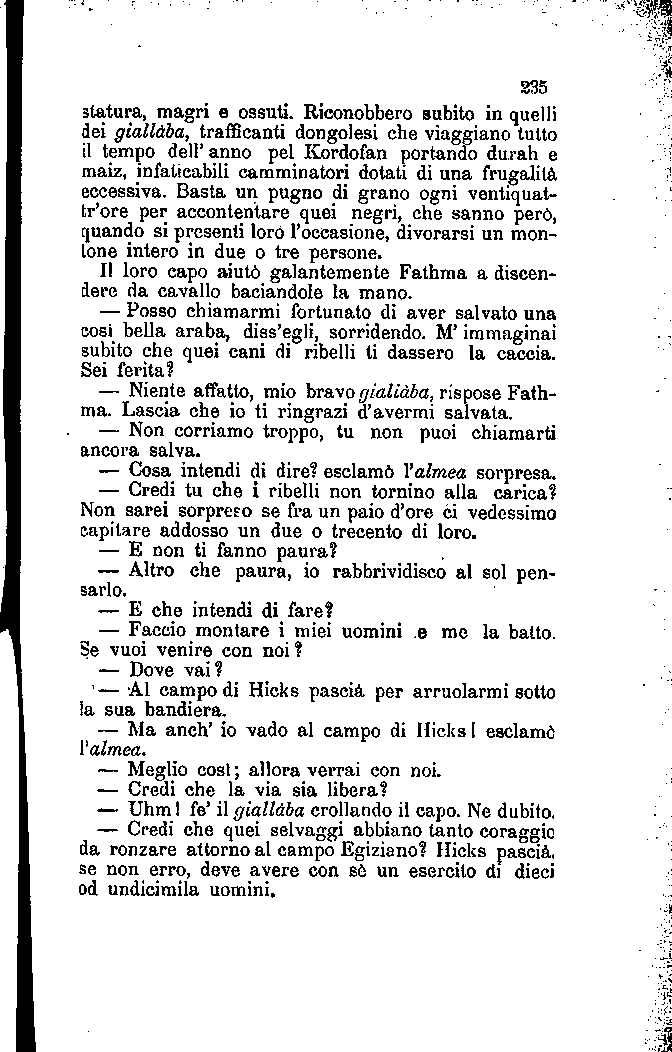 235
statura, magri e ossuti. Riconobbero subito in quelli
dei giallàba, trafficanti dongolesi che viaggiano tutto
il tempo dell' anno pel Kordofan portando durah e
maiz, infaticabili camminatori dotati di una frugalità
eccessiva. Basta un pugno di grano ogni ventiquat-
tr'ore per accontentare quei negri, che sanno però,
quando si presenti loro l'occasione, divorarsi un mon-
tone intero in due o tre persone.
Il loro capo aiutò galantemente Fathma a discen-
dere da cavallo baciandole la mano.
— Posso chiamarmi fortunato di aver salvato una
così bella araba, diss'egli, sorridendo. M' immaginai
subito che quei cani di ribelli ti dassero la caccia.
Sei ferita?
— Niente affatto, mio bravo giallàba, rispose Fath-
ma. Lascia che io ti ringrazi d'avermi salvata.
— Non corriamo troppo, tu non puoi chiamarti
ancora salva.
— Cosa intendi di dire? esclamò l'almea sorpresa.
— Credi tu che i ribelli non tornino alla carica?
Non sarei sorpreso se fra un paio d'ore ci vedessimo
capitare addosso un due o trecento di loro.
— E non ti fanno paura?
— Altro che paura, io rabbrividisco al sol pen-
sarlo.
— E che intendi di fare?
— Faccio montare i miei uomini e me la batto.
Se vuoi venire con noi?
— Dove vai?
— Al campo di Hicks pascià per arruolarmi sotto
la sua bandiera.
— Ma anch' io vado al campo di Hicks! esclamò
l'almea.
— Meglio così; allora verrai con noi.
— Credi che la via sia libera?
— Uhm! fe' il giallàba crollando il capo. Ne dubito.
— Credi che quei selvaggi abbiano tanto coraggio
da ronzare attorno al campo Egiziano? Hicks pascià,
se non erro, deve avere con sè un esercito di dieci
od undicimila uomini.